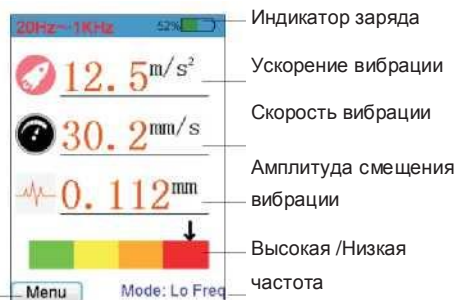 20Hz~-1KHz 52%
Индикатор заряда
12.5m/s²
Ускорение вибрации
30.2mm/s
Скорость вибрации
0.112mm
Амплитуда смещения
вибрации
Высокая /Низкая
частота
Menu Mode: Lo Freq